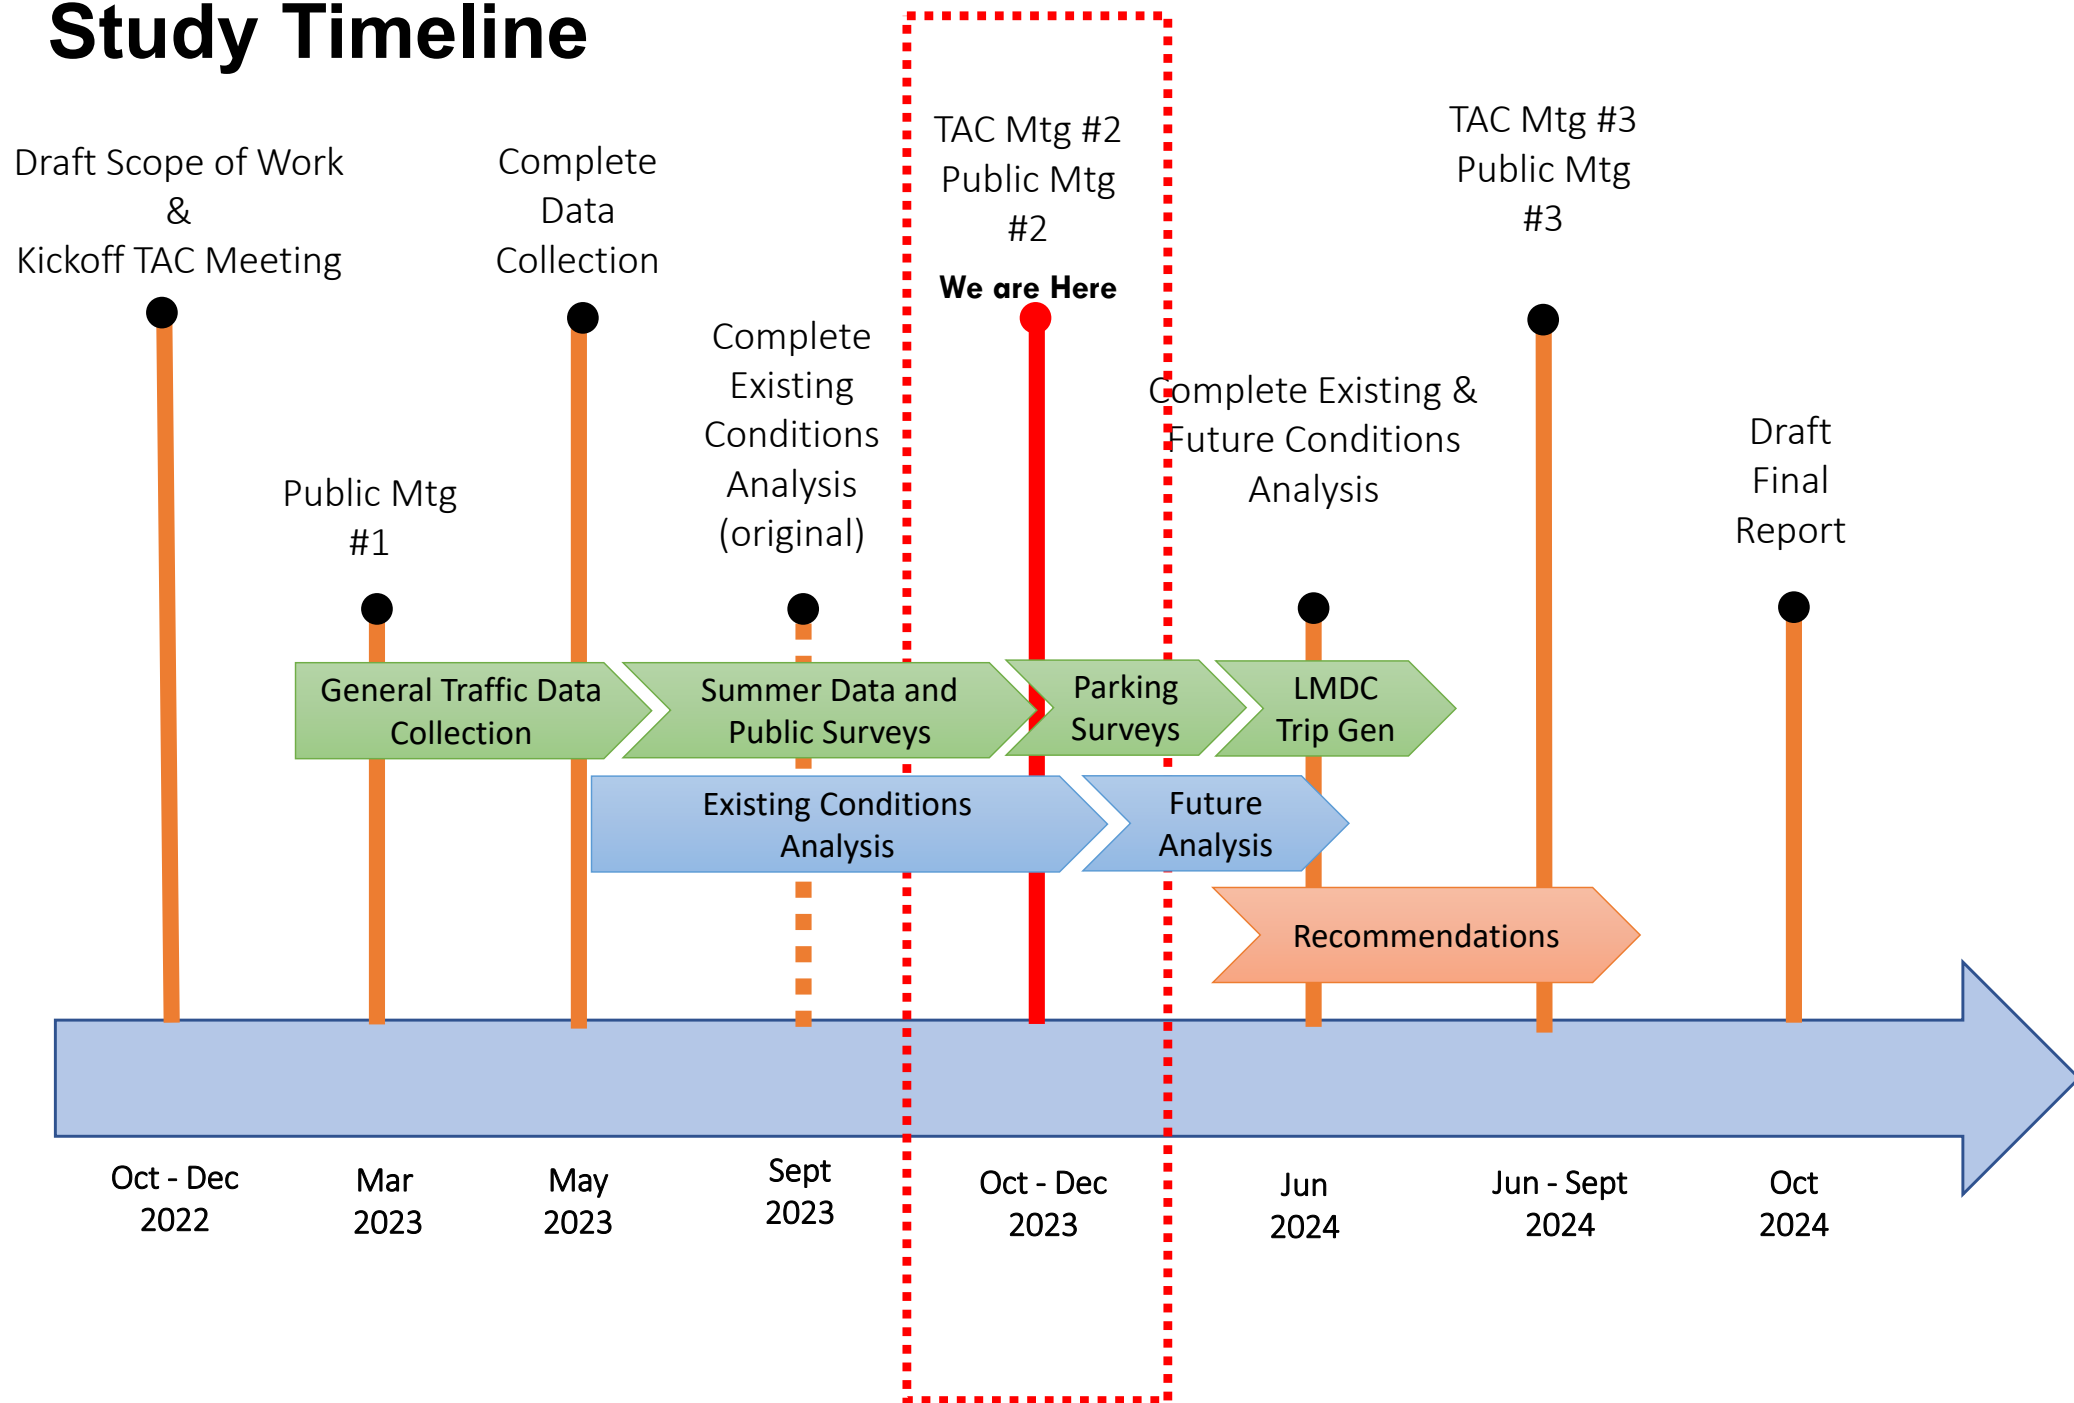 Study Timeline
Draft Scope of Work
&
Kickoff TAC Meeting
Public Mtg
#1
Complete
Data
Collection
Complete
Existing
Conditions
Analysis
(original)
TAC Mtg #2
Public Mtg
#2
We are Here
Complete Existing &
Future Conditions
Analysis
TAC Mtg #3
Public Mtg
#3
Draft
Final
Report
General Traffic Data
Collection
Summer Data and
Public Surveys
Parking
Surveys
LMDC
Trip Gen
Existing Conditions
Analysis
Future
Analysis
Recommendations
Oct - Dec
2022
Mar
2023
May
2023
Sept
2023
Oct - Dec
2023
Jun
2024
Jun - Sept
2024
Oct
2024